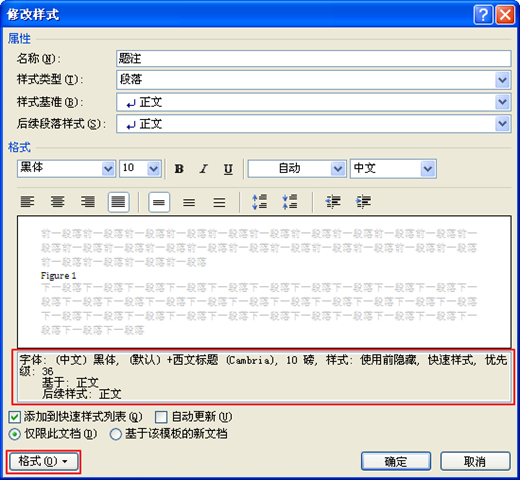 修改样式
属性
名称(N): 题注
样式类型(T): 段落
样式基准(B): 正文
后续段落样式(S): 正文
格式
黑体 10 B I U 自动 中文
前一段落前一段落前一段落前一段落前一段落前一段落前一段落前一段落前一段落前一
段落前一段落前一段落前一段落前一段落前一段落前一段落前一段落前一段落前一段落
前一段落前一段落前一段落前一段落
Figure 1
下一段落下一段落下一段落下一段落下一段落下一段落下一段落下一段落下一段落下一
段落下一段落下一段落下一段落下一段落下一段落下一段落下一段落下一段落下一段落
下一段落下一段落下一段落下一段落下一段落下一段落下一段落下一段落下一段落下一
段落下一段落下一段落
字体: (中文) 黑体, (默认) +西文标题 (Cambria), 10 磅, 样式: 使用前隐藏, 快速样式, 优先
级: 36
基于: 正文
后续样式: 正文
添加到快速样式列表(Q) 自动更新(U)
仅限此文档(D) 基于该模板的新文档
格式(O) 确定 取消